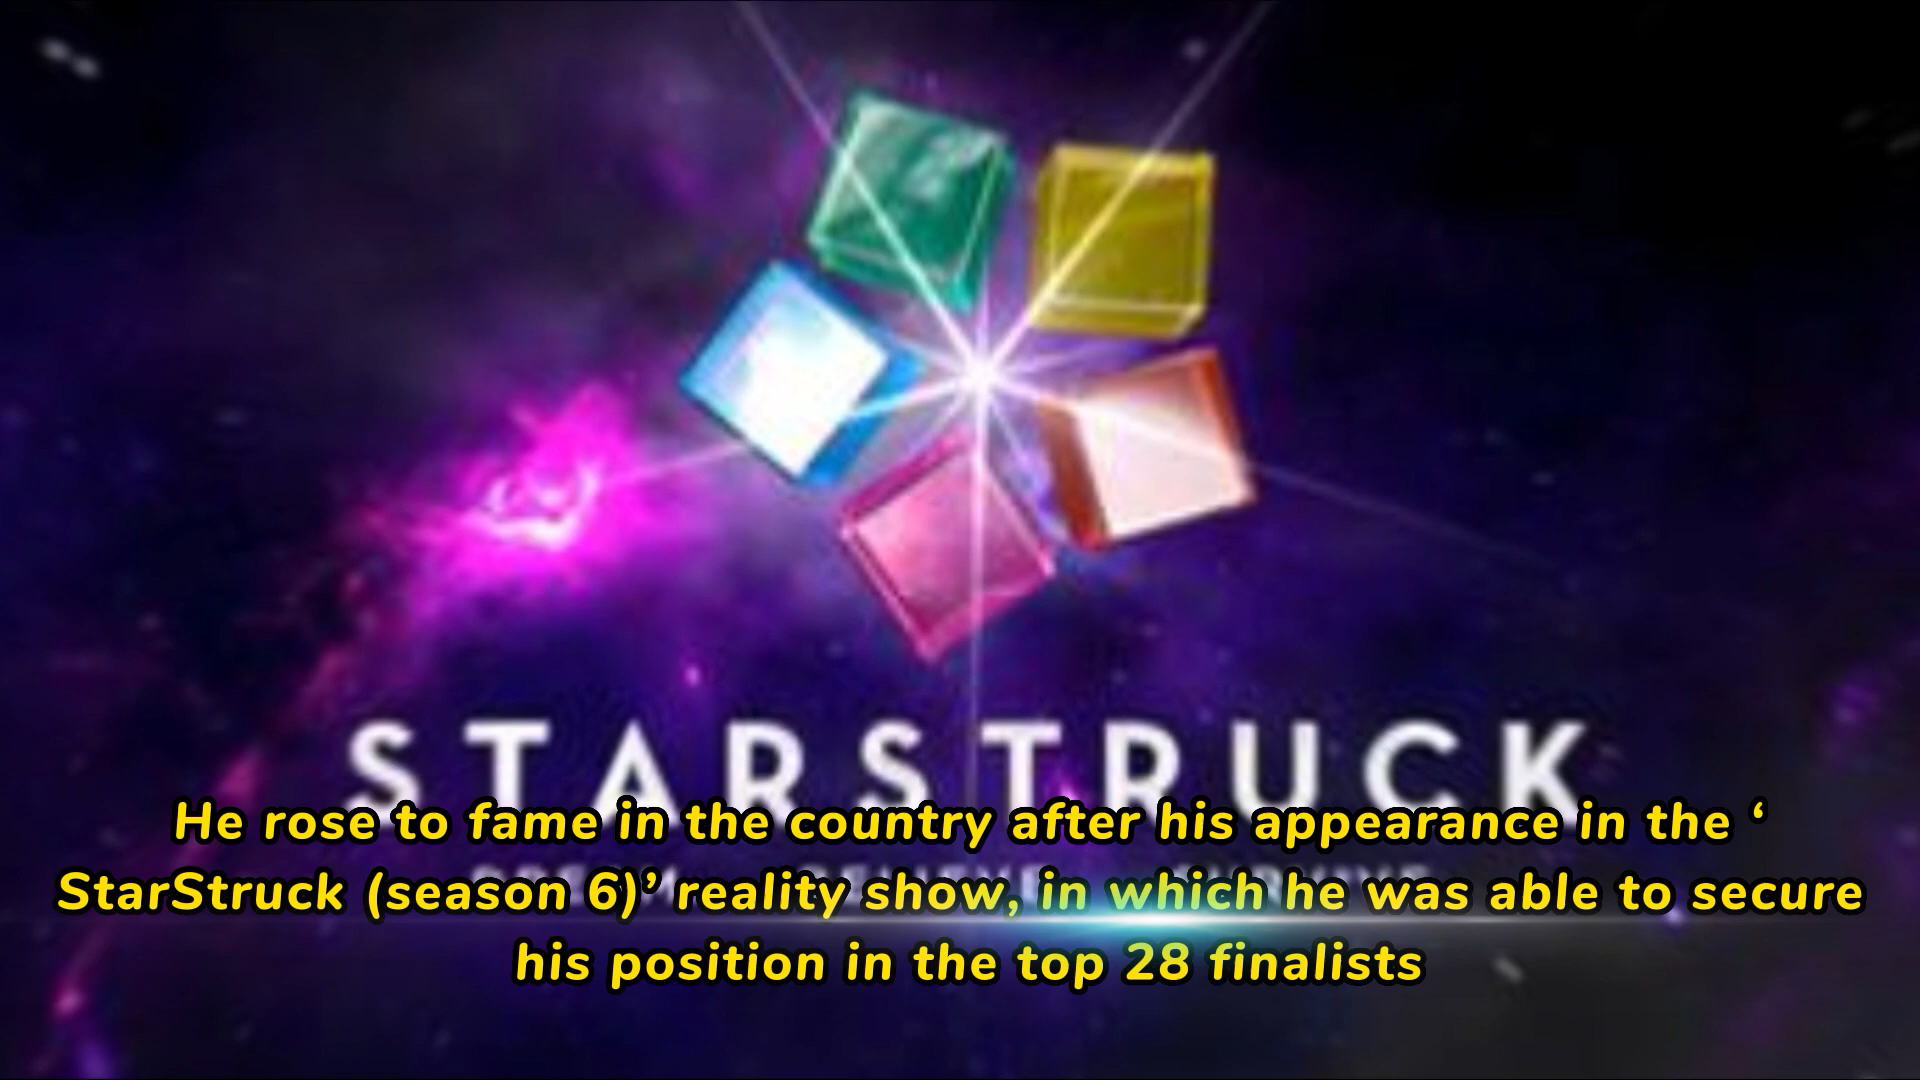 STARSTRUCK
He rose to fame in the country after his appearance in the ‘
StarStruck (season 6)’ reality show, in which he was able to secure
his position in the top 28 finalists